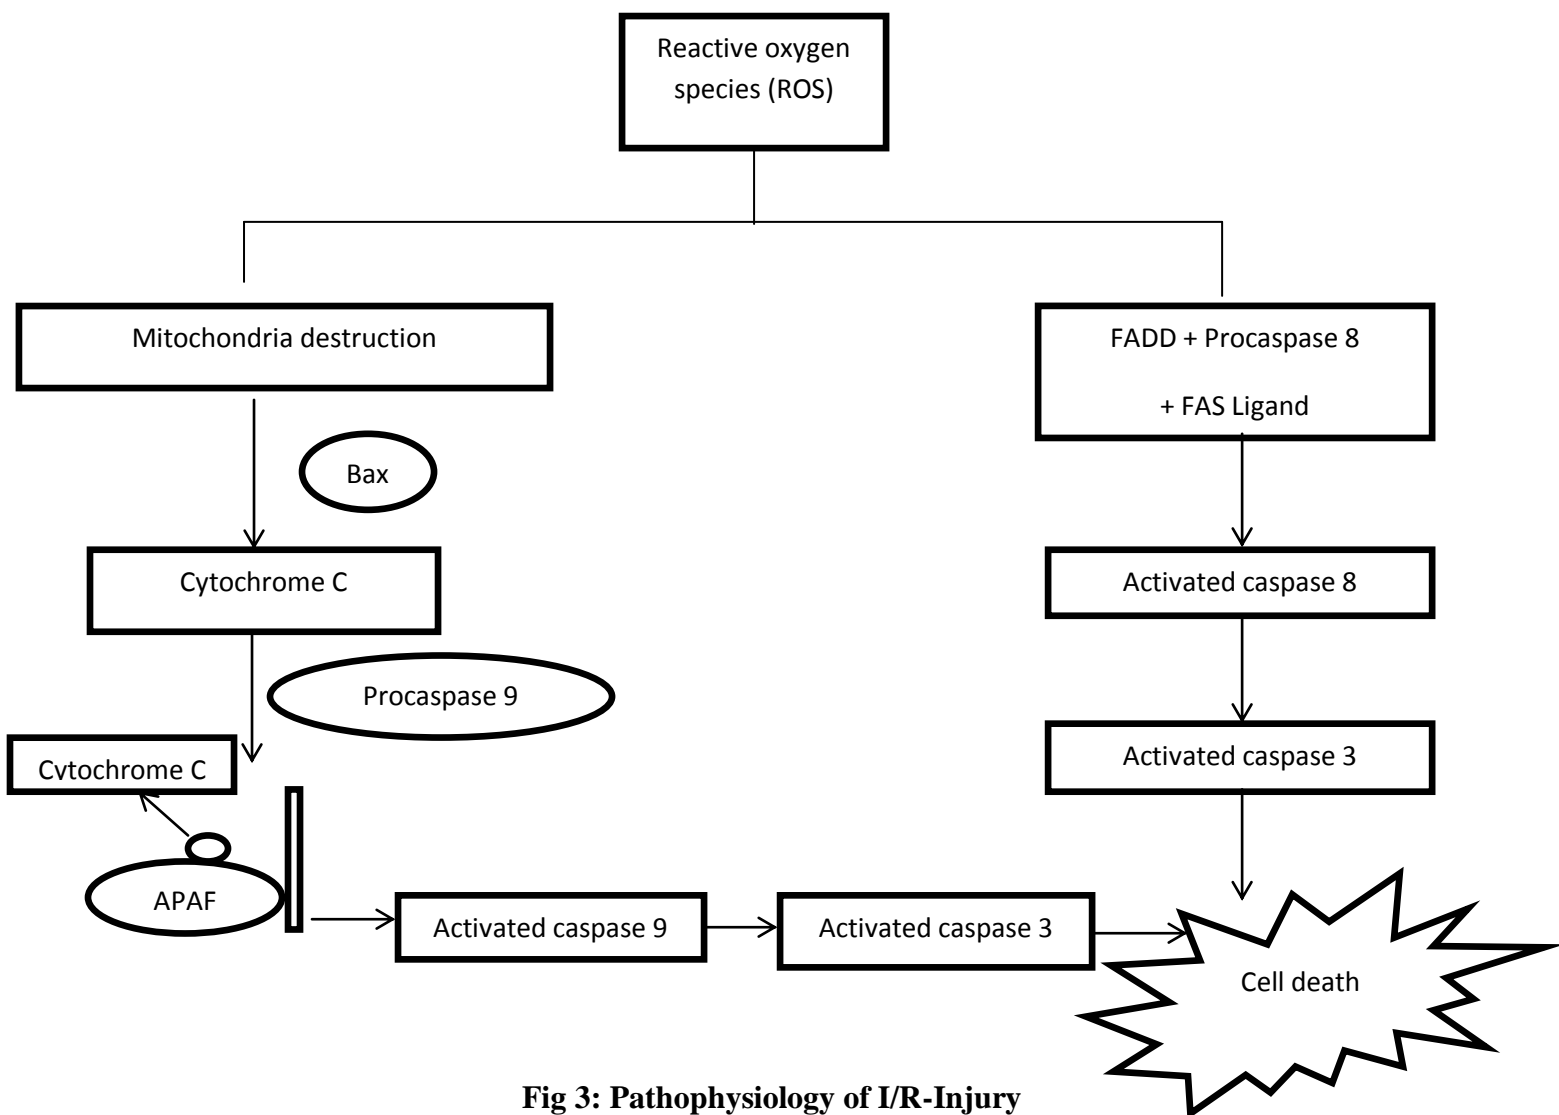 Reactive oxygen
species (ROS)
Mitochondria destruction
FADD + Procaspase 8
+ FAS Ligand
Bax
Cytochrome C
Activated caspase 8
Procaspase 9
Cytochrome C
Activated caspase 3
APAF
Activated caspase 9
Activated caspase 3
Cell death
Fig 3: Pathophysiology of I/R-Injury